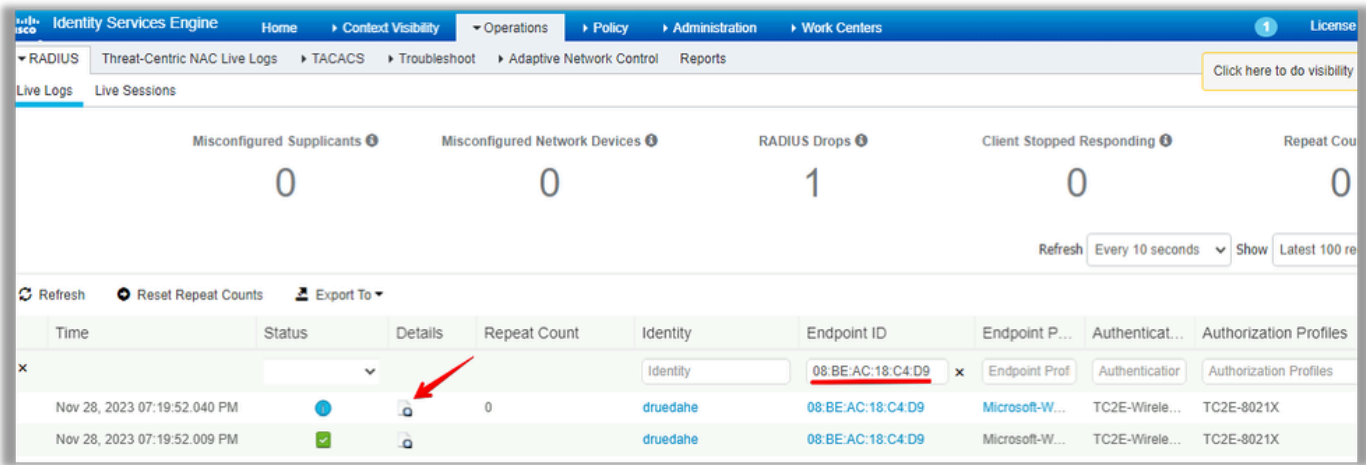 Identity Services Engine Home Context Visibility Operations Policy Administration Work Centers 1 License
RADIUS Threat-Centric NAC Live Logs TACACS Troubleshoot Adaptive Network Control Reports
Click here to do visibility
Live Logs Live Sessions
Misconfigured Supplicants Misconfigured Network Devices RADIUS Drops Client Stopped Responding Repeat Cou
0 0 1 0 0
Refresh Every 10 seconds Show Latest 100 re
Refresh Reset Repeat Counts Export To
Time Status Details Repeat Count Identity Endpoint ID Endpoint P... Authenticat... Authorization Profiles
Identity 08:BE:AC:18:C4:D9 Endpoint Prof Authentication Authorization Profiles
Nov 28, 2023 07:19:52.040 PM 0 druedahe 08:BE:AC:18:C4:D9 Microsoft-W... TC2E-Wirele... TC2E-8021X
Nov 28, 2023 07:19:52.009 PM druedahe 08:BE:AC:18:C4:D9 Microsoft-W... TC2E-Wirele... TC2E-8021X